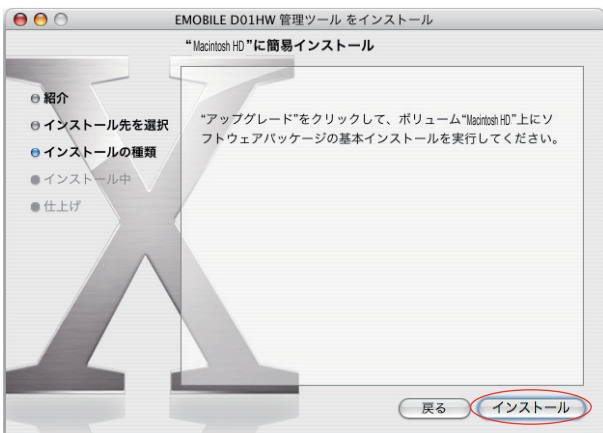 EMOBILE D01HW 管理ツール をインストール
“Macintosh HD”に簡易インストール
紹介
インストール先を選択
インストールの種類
インストール中
仕上げ
“アップグレード”をクリックして、ボリューム“Macintosh HD”上にソ
フトウェアパッケージの基本インストールを実行してください。
戻る
インストール